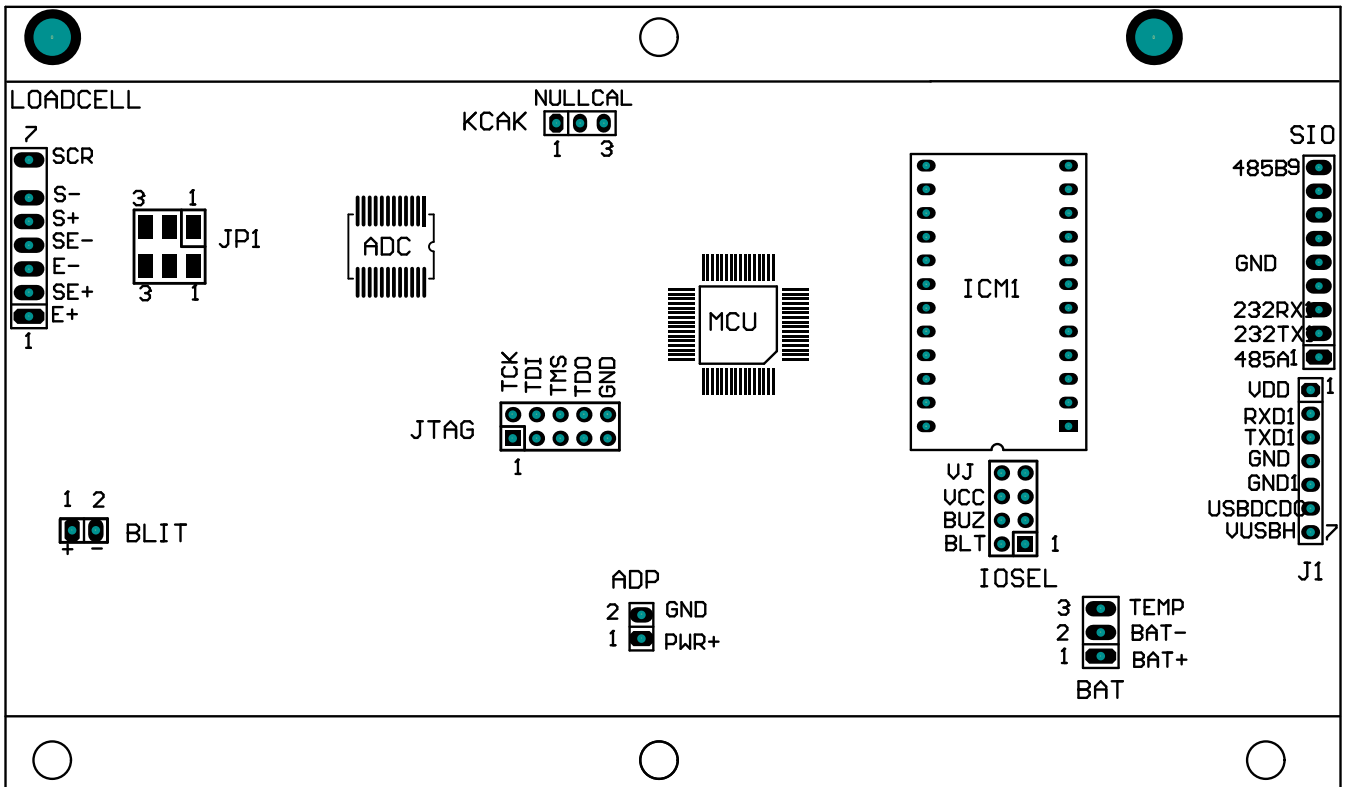 LOADCELL
7
SCR
S-
S+
SE-
E-
SE+
E+
1
3 1
JP1
3 1
ADC
NULLCAL
KCAK
1 3
MCU
ICM1
SIO
485B9
GND
232RX1
232TX1
485A1
VDD 1
RXD1
TXD1
GND
GND1
USBDCDC
VUSBH 7
J1
TCK
TDI
TMS
TDO
GND
JTAG
1
VJ
VCC
BUZ
BLT 1
IOSEL
1 2
BLIT
+ -
ADP
2 GND
1 PWR+
3 TEMP
2 BAT-
1 BAT+
BAT